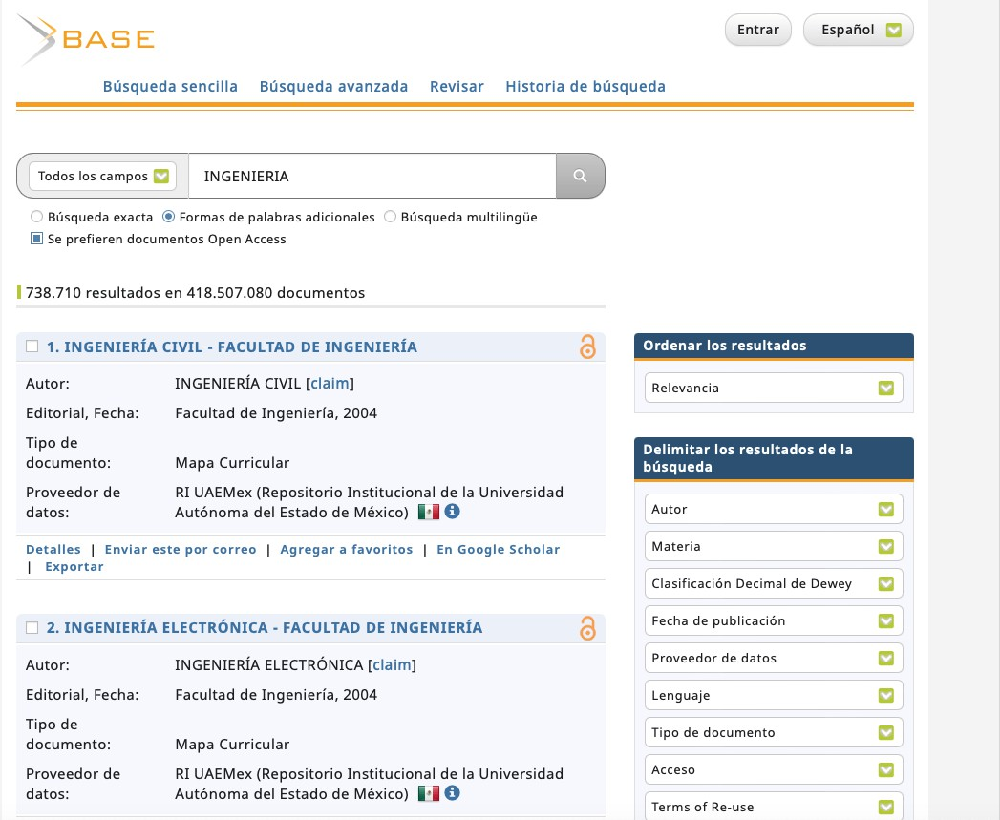 BASE
Entrar
Español
Búsqueda sencilla Búsqueda avanzada Revisar Historia de búsqueda
Todos los campos
INGENIERIA
Búsqueda exacta Formas de palabras adicionales Búsqueda multilingüe
Se prefieren documentos Open Access
738.710 resultados en 418.507.080 documentos
1. INGENIERÍA CIVIL - FACULTAD DE INGENIERÍA
Autor: INGENIERÍA CIVIL [claim]
Editorial, Fecha: Facultad de Ingeniería, 2004
Tipo de
documento: Mapa Curricular
Proveedor de RI UAEMex (Repositorio Institucional de la Universidad
datos: Autónoma del Estado de México)
Detalles | Enviar este por correo | Agregar a favoritos | En Google Scholar
| Exportar
2. INGENIERÍA ELECTRÓNICA - FACULTAD DE INGENIERÍA
Autor: INGENIERÍA ELECTRÓNICA [claim]
Editorial, Fecha: Facultad de Ingeniería, 2004
Tipo de
documento: Mapa Curricular
Proveedor de RI UAEMex (Repositorio Institucional de la Universidad
datos: Autónoma del Estado de México)
Ordenar los resultados
Relevancia
Delimitar los resultados de la
búsqueda
Autor
Materia
Clasificación Decimal de Dewey
Fecha de publicación
Proveedor de datos
Lenguaje
Tipo de documento
Acceso
Terms of Re-use